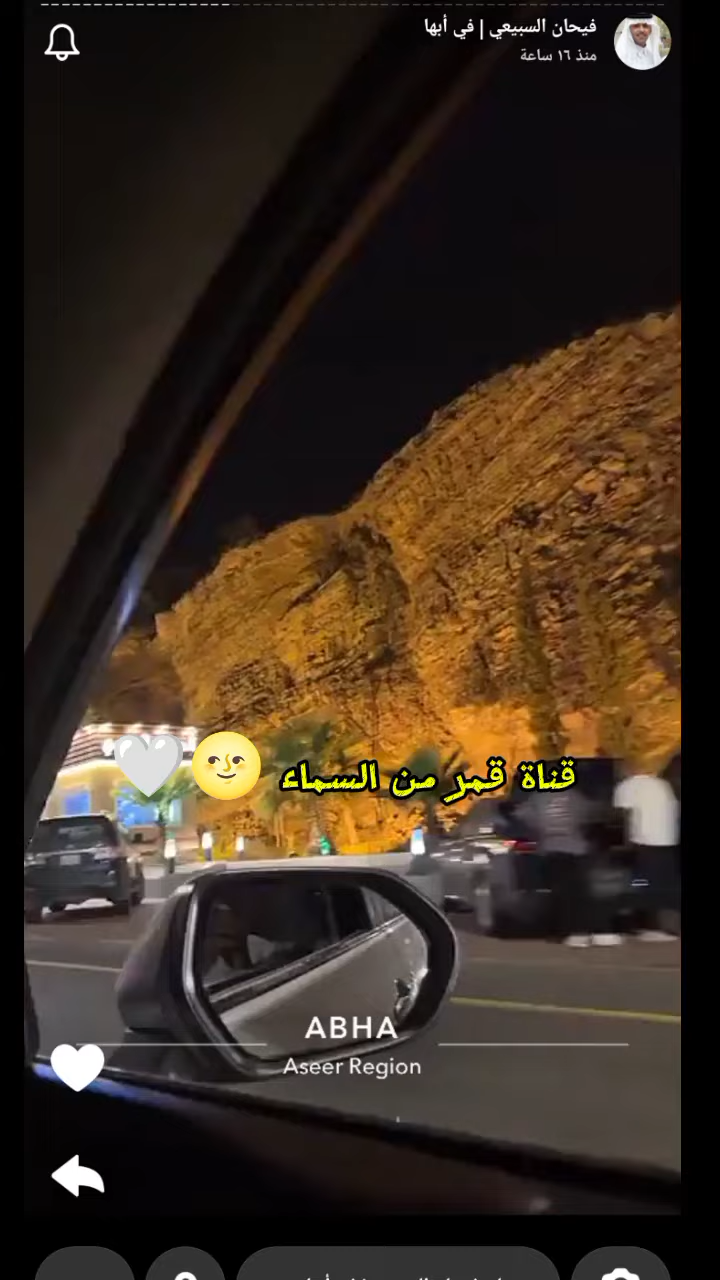 فيحان السبيعي | في أبها
منذ ١٦ ساعة
قناة قمر من السماء
ABHA
Aseer Region